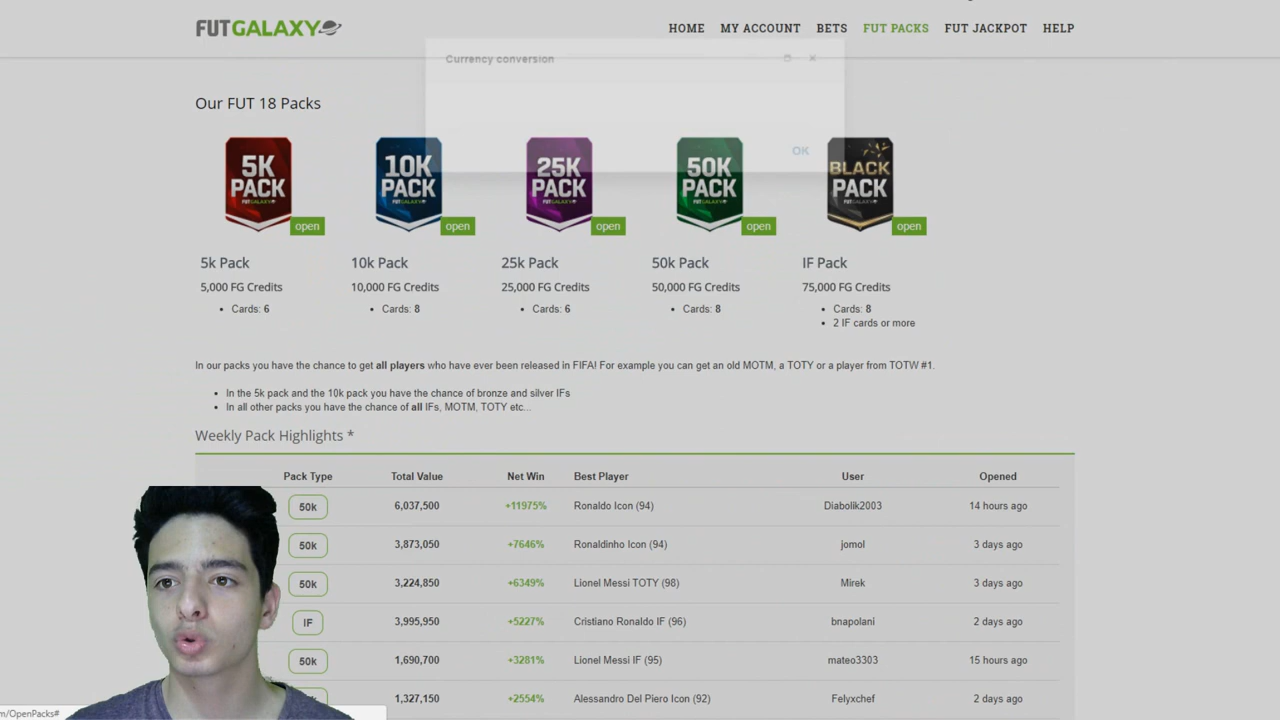 FUTGALAXY
HOME MY ACCOUNT BETS FUT PACKS FUT JACKPOT HELP
Currency conversion
OK
Our FUT 18 Packs
5K PACK FUTGALAXY
10K PACK FUTGALAXY
25K PACK FUTGALAXY
50K PACK FUTGALAXY
BLACK PACK FUTGALAXY
open open open open open
5k Pack 10k Pack 25k Pack 50k Pack IF Pack
5,000 FG Credits 10,000 FG Credits 25,000 FG Credits 50,000 FG Credits 75,000 FG Credits
• Cards: 6 • Cards: 8 • Cards: 6 • Cards: 8 • Cards: 8
• 2 IF cards or more
In our packs you have the chance to get all players who have ever been released in FIFA! For example you can get an old MOTM, a TOTY or a player from TOTW #1.
• In the 5k pack and the 10k pack you have the chance of bronze and silver IFs
• In all other packs you have the chance of all IFs, MOTM, TOTY etc...
Weekly Pack Highlights *
Pack Type Total Value Net Win Best Player User Opened
50k 6,037,500 +11975% Ronaldo Icon (94) Diabolik2003 14 hours ago
50k 3,873,050 +7646% Ronaldinho Icon (94) jomol 3 days ago
50k 3,224,850 +6349% Lionel Messi TOTY (98) Mirek 3 days ago
IF 3,995,950 +5227% Cristiano Ronaldo IF (96) bnapolani 2 days ago
50k 1,690,700 +3281% Lionel Messi IF (95) mateo3303 15 hours ago
1,327,150 +2554% Alessandro Del Piero Icon (92) Felyxchef 2 days ago
m/OpenPacks#